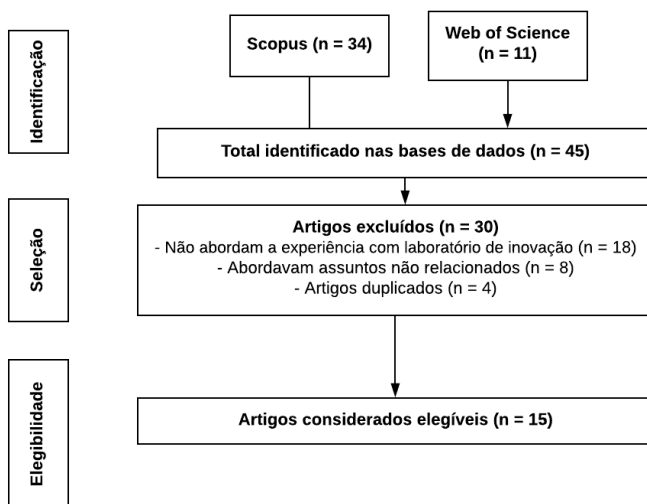 Identificação
Scopus (n = 34)
Web of Science
(n = 11)
Total identificado nas bases de dados (n = 45)
Seleção
Artigos excluídos (n = 30)
- Não abordam a experiência com laboratório de inovação (n = 18)
- Abordavam assuntos não relacionados (n = 8)
- Artigos duplicados (n = 4)
Elegibilidade
Artigos considerados elegíveis (n = 15)